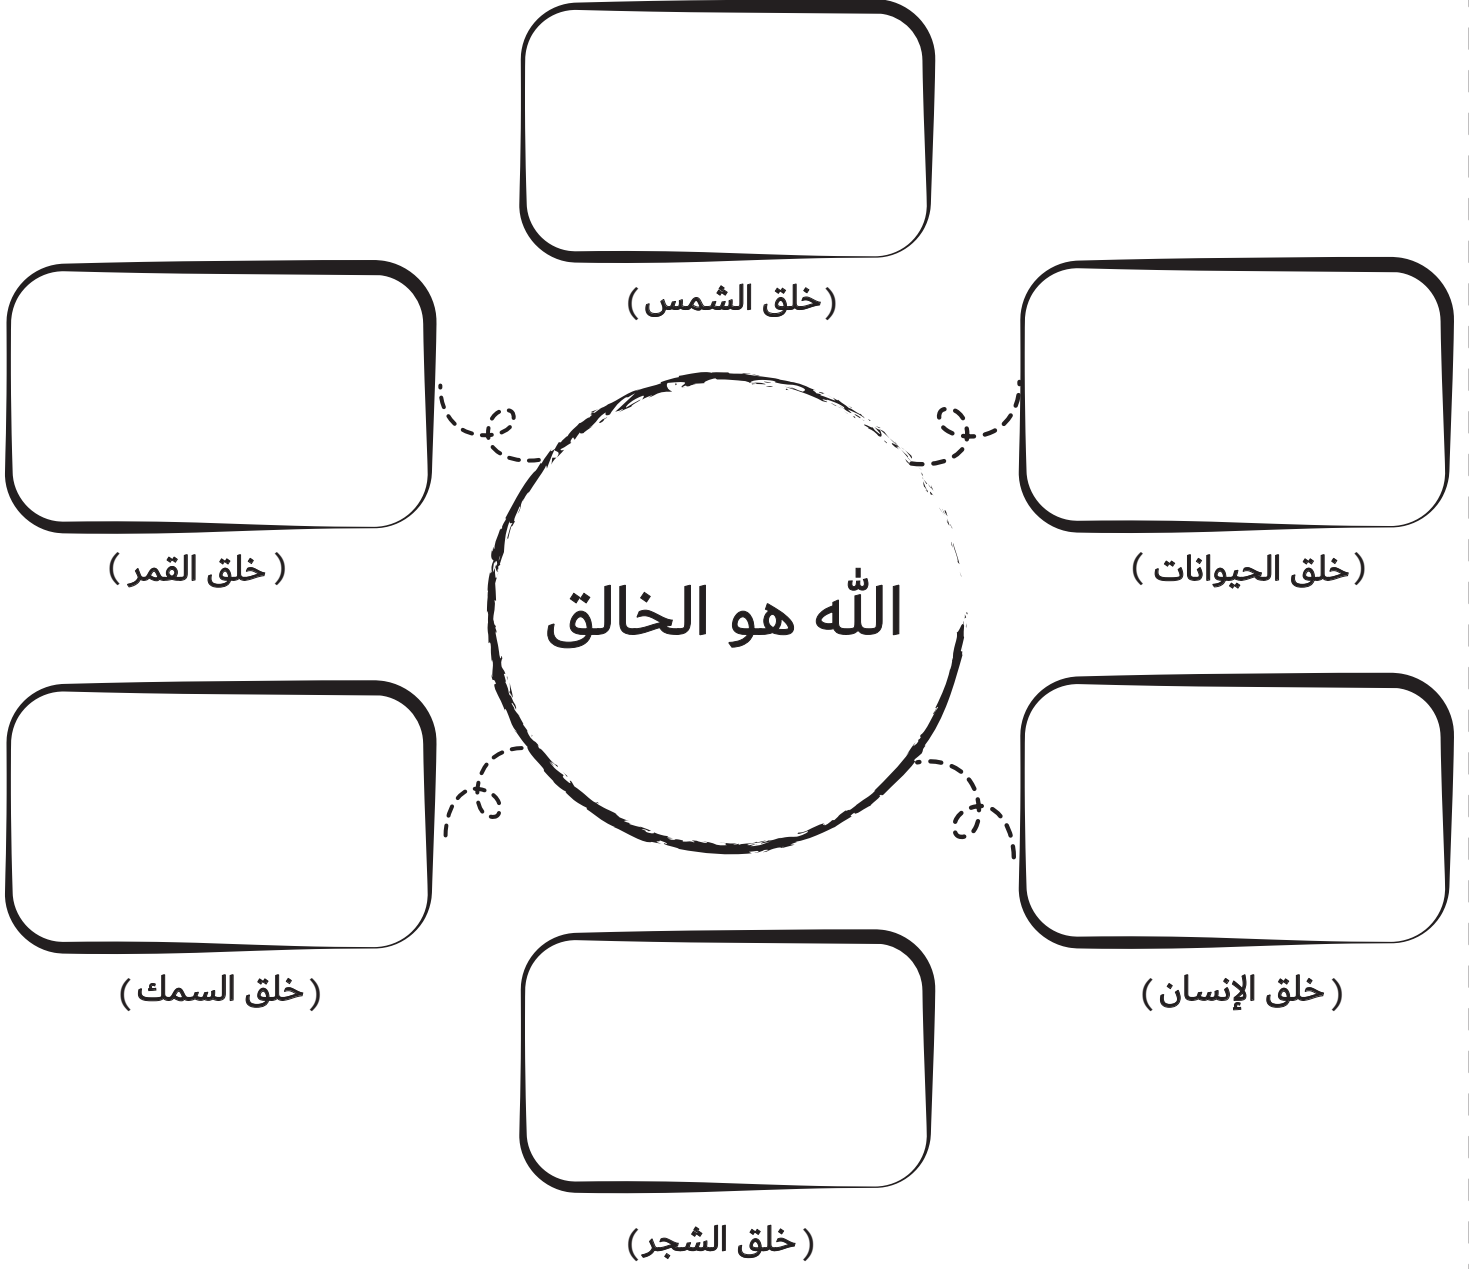 (خلق الشمس)
(خلق الحيوانات)
(خلق القمر)
الله هو الخالق
(خلق الإنسان)
(خلق السمك)
(خلق الشجر)